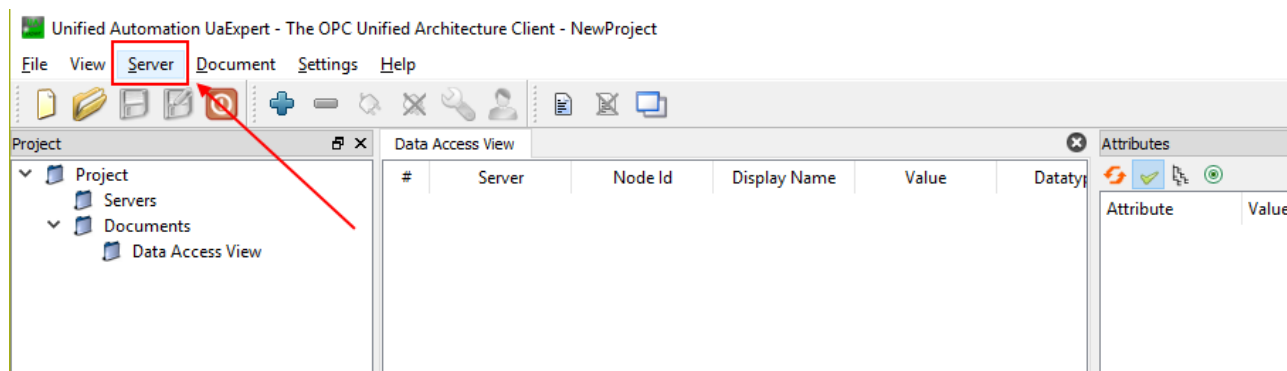 Unified Automation UaExpert - The OPC Unified Architecture Client - NewProject
File View Server Document Settings Help
Project
Data Access View
Attributes
Project
Servers
Documents
Data Access View
# Server Node Id Display Name Value Dataty
Attribute Value